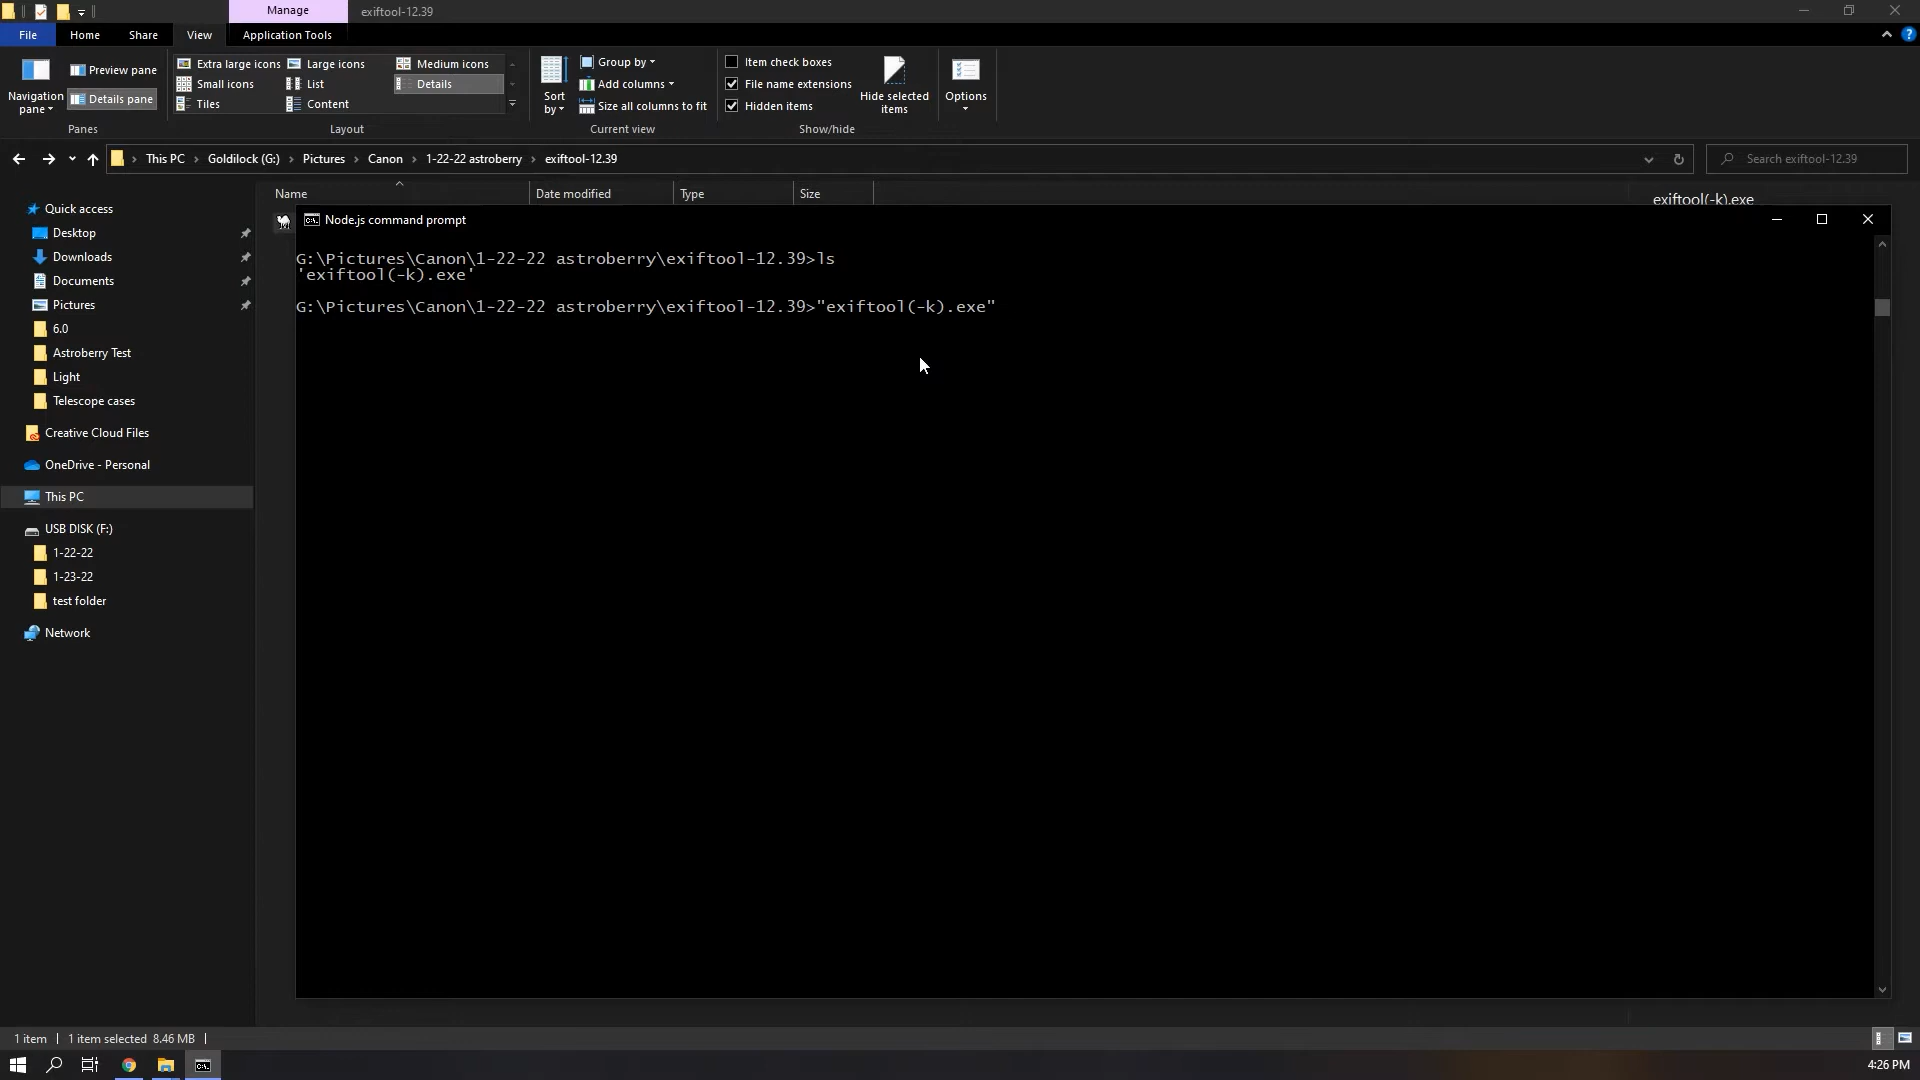 Manage
exiftool-12.39
File
Home
Share
View
Application Tools
Navigation pane
Preview pane
Details pane
Panes
Extra large icons
Large icons
Medium icons
Small icons
List
Details
Tiles
Content
Layout
Sort by
Group by
Add columns
Size all columns to fit
Current view
Item check boxes
File name extensions
Hidden items
Hide selected items
Show/hide
Options
This PC
Goldilock (G:)
Pictures
Canon
1-22-22 astroberry
exiftool-12.39
Search exiftool-12.39
Name
Date modified
Type
Size
exiftool(-k).exe
Quick access
Desktop
Downloads
Documents
Pictures
6.0
Astroberry Test
Light
Telescope cases
Creative Cloud Files
OneDrive - Personal
This PC
USB DISK (F:)
1-22-22
1-23-22
test folder
Network
Node.js command prompt
G:\Pictures\Canon\1-22-22 astroberry\exiftool-12.39>ls
'exiftool(-k).exe'
G:\Pictures\Canon\1-22-22 astroberry\exiftool-12.39>"exiftool(-k).exe"
1 item
1 item selected 8.46 MB
4:26 PM